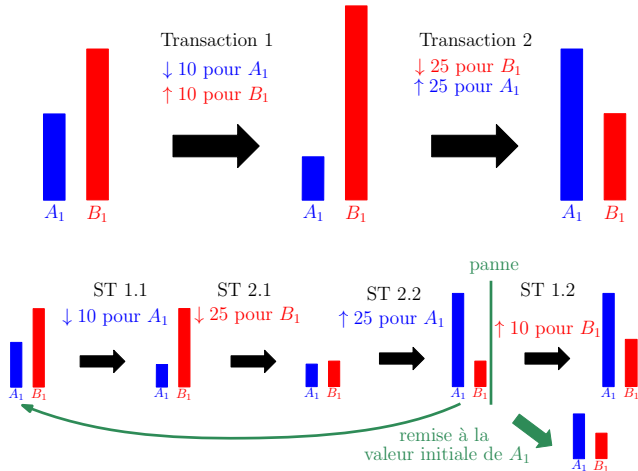 Transaction 1
↓ 10 pour A₁
↑ 10 pour B₁
Transaction 2
↓ 25 pour B₁
↑ 25 pour A₁
A₁ B₁
A₁ B₁
A₁ B₁
panne
ST 1.1
↓ 10 pour A₁
ST 2.1
↓ 25 pour B₁
ST 2.2
↑ 25 pour A₁
ST 1.2
↑ 10 pour B₁
A₁ B₁
A₁ B₁
A₁ B₁
A₁ B₁
A₁ B₁
remise à la
valeur initiale de A₁
A₁ B₁